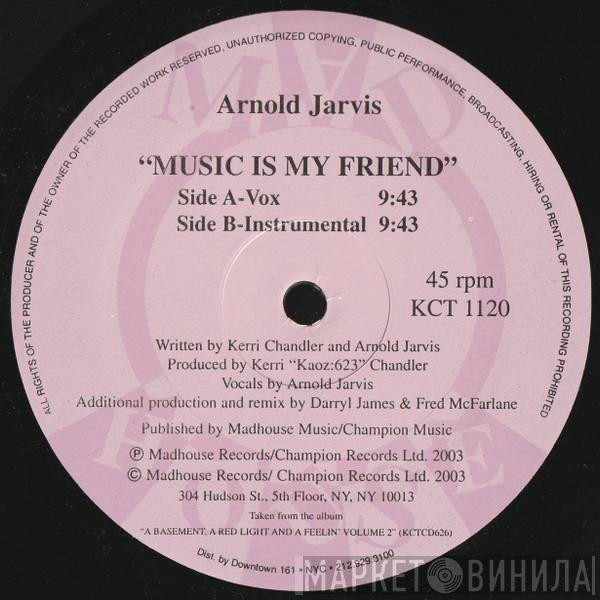 ALL RIGHTS OF THE PRODUCER AND OF THE OWNER OF THE RECORDED WORK RESERVED, UNAUTHORIZED COPYING, PUBLIC PERFORMANCE, BROADCASTING, HIRING OR RENTAL OF THIS RECORDING PROHIBITED
MAD
Arnold Jarvis
“MUSIC IS MY FRIEND”
Side A-Vox 9:43
Side B-Instrumental 9:43
45 rpm
KCT 1120
Written by Kerri Chandler and Arnold Jarvis
Produced by Kerri “Kaoz:623” Chandler
Vocals by Arnold Jarvis
Additional production and remix by Darryl James & Fred McFarlane
Published by Madhouse Music/Champion Music
HOUSE
℗ Madhouse Records/Champion Records Ltd. 2003
© Madhouse Records/ Champion Records Ltd. 2003
304 Hudson St., 5th Floor, NY, NY 10013
Taken from the album
“A BASEMENT, A RED LIGHT AND A FEELIN' VOLUME 2” (KCTCD626)
Dist. by Downtown 161 • NYC • 212.929.3100
МАРКЕТ ВИНИЛА